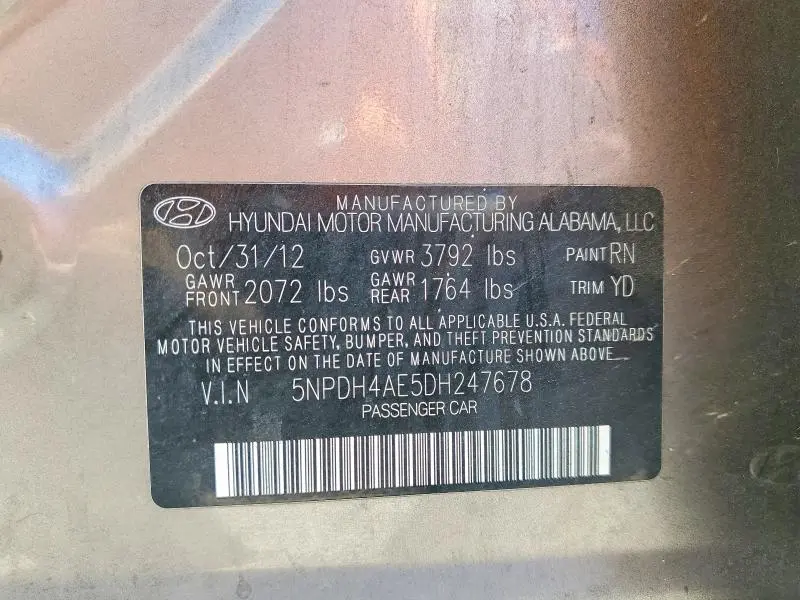 MANUFACTURED BY
HYUNDAI MOTOR MANUFACTURING ALABAMA, LLC
Oct/31/12 GVWR 3792 lbs PAINT RN
GAWR FRONT 2072 lbs GAWR REAR 1764 lbs TRIM YD
THIS VEHICLE CONFORMS TO ALL APPLICABLE U.S.A. FEDERAL
MOTOR VEHICLE SAFETY, BUMPER, AND THEFT PREVENTION STANDARDS
IN EFFECT ON THE DATE OF MANUFACTURE SHOWN ABOVE.
V.I.N 5NPDH4AE5DH247678
PASSENGER CAR